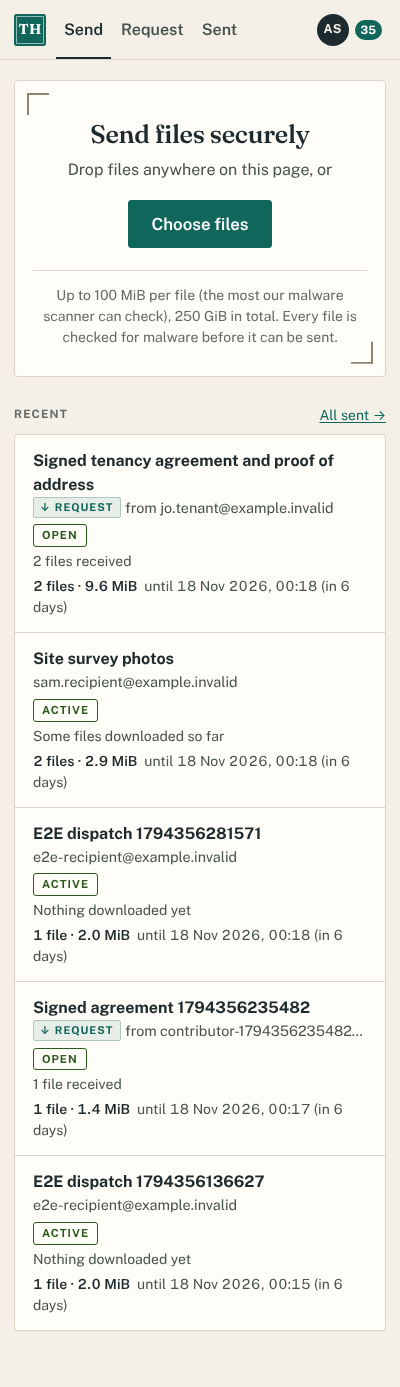 TH
Send Request Sent
AS 35
Send files securely
Drop files anywhere on this page, or
Choose files
Up to 100 MiB per file (the most our malware
scanner can check), 250 GiB in total. Every file is
checked for malware before it can be sent.
RECENT
All sent →
Signed tenancy agreement and proof of
address
↓ REQUEST from jo.tenant@example.invalid
OPEN
2 files received
2 files · 9.6 MiB until 18 Nov 2026, 00:18 (in 6
days)
Site survey photos
sam.recipient@example.invalid
ACTIVE
Some files downloaded so far
2 files · 2.9 MiB until 18 Nov 2026, 00:18 (in 6
days)
E2E dispatch 1794356281571
e2e-recipient@example.invalid
ACTIVE
Nothing downloaded yet
1 file · 2.0 MiB until 18 Nov 2026, 00:18 (in 6
days)
Signed agreement 1794356235482
↓ REQUEST from contributor-1794356235482…
OPEN
1 file received
1 file · 1.4 MiB until 18 Nov 2026, 00:17 (in 6
days)
E2E dispatch 1794356136627
e2e-recipient@example.invalid
ACTIVE
Nothing downloaded yet
1 file · 2.0 MiB until 18 Nov 2026, 00:15 (in 6
days)